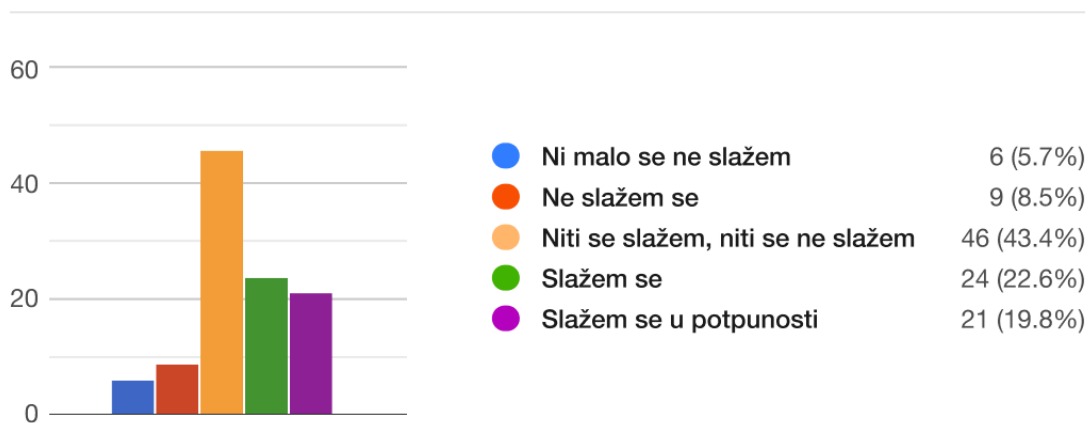 60
40
20
0
Ni malo se ne slažem 6 (5.7%)
Ne slažem se 9 (8.5%)
Niti se slažem, niti se ne slažem 46 (43.4%)
Slažem se 24 (22.6%)
Slažem se u potpunosti 21 (19.8%)